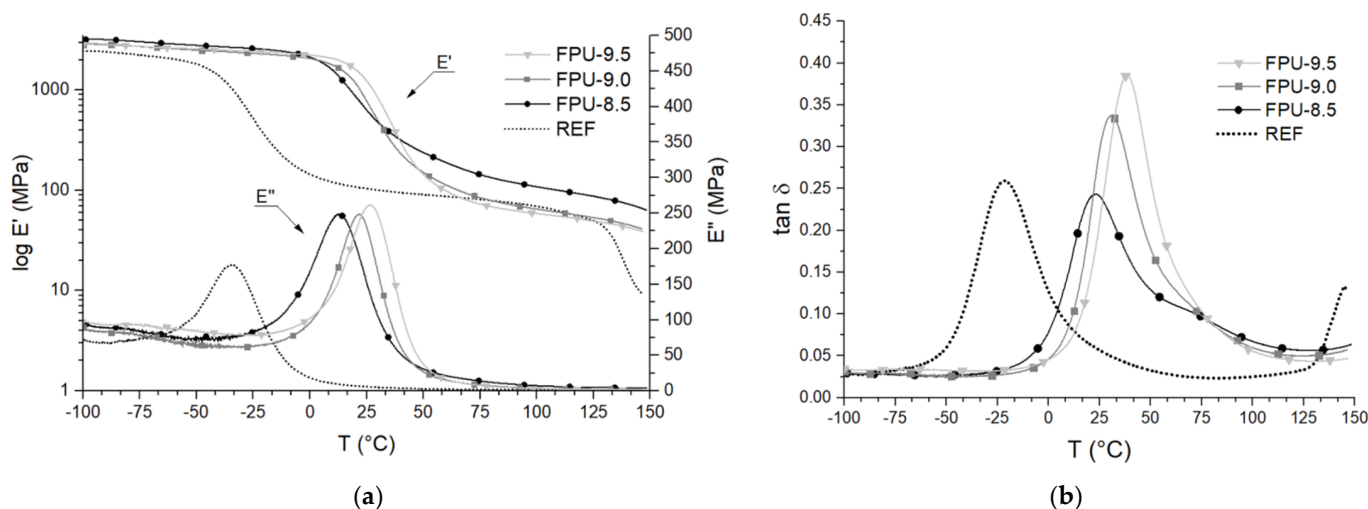 log E' (MPa)
1000
100
10
1
-100 -75 -50 -25 0 25 50 75 100 125 150
T (°C)
500
450
400
350
300
250
200
150
100
50
0
E" (MPa)
E'
E"
FPU-9.5
FPU-9.0
FPU-8.5
REF
(a)
tan δ
0.45
0.40
0.35
0.30
0.25
0.20
0.15
0.10
0.05
0.00
-100 -75 -50 -25 0 25 50 75 100 125 150
T (°C)
FPU-9.5
FPU-9.0
FPU-8.5
REF
(b)